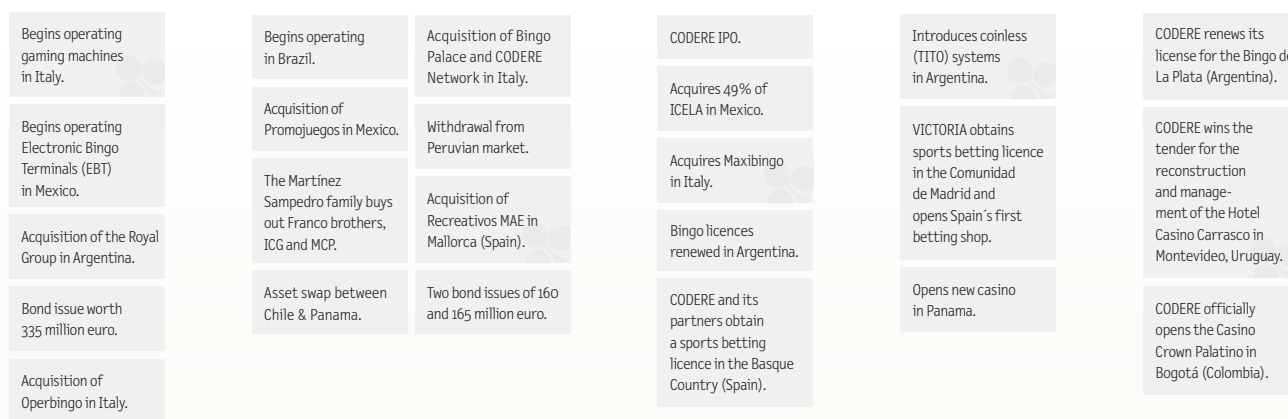 Begins operating
gaming machines
in Italy.
Begins operating
Electronic Bingo
Terminals (EBT)
in Mexico.
Acquisition of the Royal
Group in Argentina.
Bond issue worth
335 million euro.
Acquisition of
Operbingo in Italy.
Begins operating
in Brazil.
Acquisition of
Promojuegos in Mexico.
The Martínez
Sampedro family buys
out Franco brothers,
ICG and MCP.
Asset swap between
Chile & Panama.
Acquisition of Bingo
Palace and CODERE
Network in Italy.
Withdrawal from
Peruvian market.
Acquisition of
Recreativos MAE in
Mallorca (Spain).
Two bond issues of 160
and 165 million euro.
CODERE IPO.
Acquires 49% of
ICELA in Mexico.
Acquires Maxibingo
in Italy.
Bingo licences
renewed in Argentina.
CODERE and its
partners obtain
a sports betting
licence in the Basque
Country (Spain).
Introduces coinless
(TITO) systems
in Argentina.
VICTORIA obtains
sports betting licence
in the Comunidad
de Madrid and
opens Spain´s first
betting shop.
Opens new casino
in Panama.
CODERE renews its
license for the Bingo
La Plata (Argentina).
CODERE wins the
tender for the
reconstruction
and manage-
ment of the Hotel
Casino Carrasco in
Montevideo, Uruguay.
CODERE officially
opens the Casino
Crown Palatino in
Bogotá (Colombia).